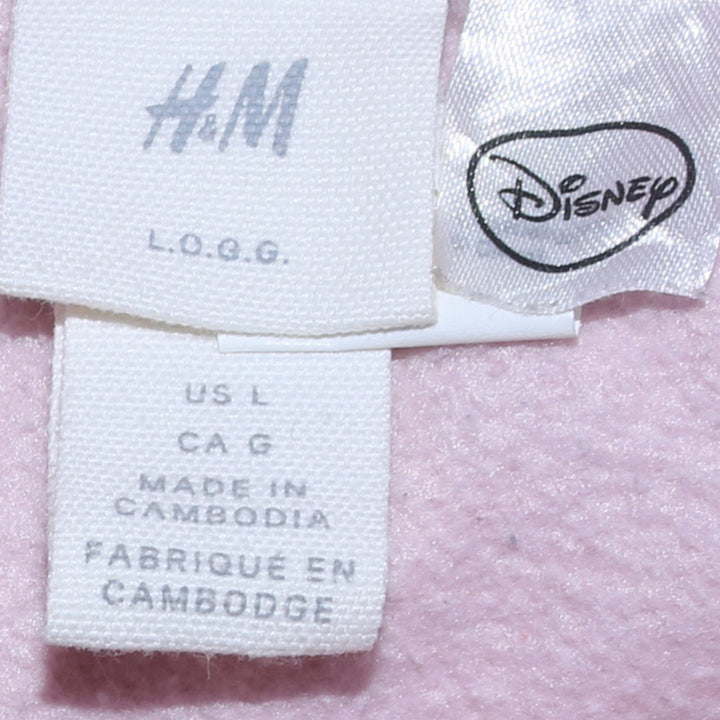 H&M
L.O.G.G.
Disney
US L
CA G
MADE IN
CAMBODIA
FABRIQUÉ EN
CAMBODGE